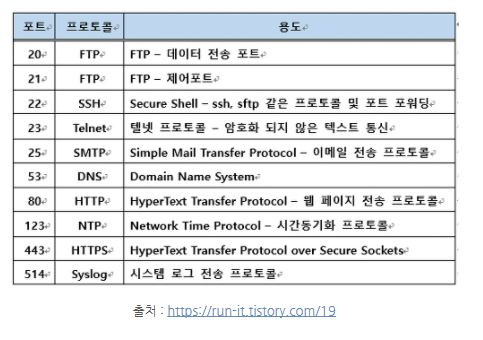 포트 프로토콜 용도
20 FTP FTP – 데이터 전송 포트
21 FTP FTP – 제어포트
22 SSH Secure Shell – ssh, sftp 같은 프로토콜 및 포트 포워딩
23 Telnet 텔넷 프로토콜 – 암호화 되지 않은 텍스트 통신
25 SMTP Simple Mail Transfer Protocol – 이메일 전송 프로토콜
53 DNS Domain Name System
80 HTTP HyperText Transfer Protocol – 웹 페이지 전송 프로토콜
123 NTP Network Time Protocol – 시간동기화 프로토콜
443 HTTPS HyperText Transfer Protocol over Secure Sockets
514 Syslog 시스템 로그 전송 프로토콜
출처 : https://run-it.tistory.com/19